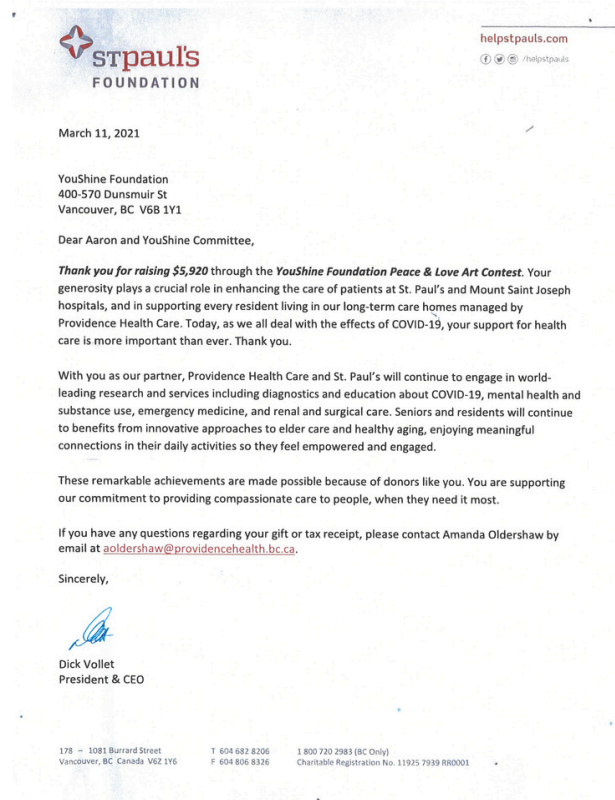 STPAUL'S
FOUNDATION
helpstpauls.com
/helpstpauls
March 11, 2021
YouShine Foundation
400-570 Dunsmuir St
Vancouver, BC  V6B 1Y1
Dear Aaron and YouShine Committee,
Thank you for raising $5,920 through the YouShine Foundation Peace & Love Art Contest. Your
generosity plays a crucial role in enhancing the care of patients at St. Paul's and Mount Saint Joseph
hospitals, and in supporting every resident living in our long-term care homes managed by
Providence Health Care. Today, as we all deal with the effects of COVID-19, your support for health
care is more important than ever. Thank you.
With you as our partner, Providence Health Care and St. Paul's will continue to engage in world-
leading research and services including diagnostics and education about COVID-19, mental health and
substance use, emergency medicine, and renal and surgical care. Seniors and residents will continue
to benefits from innovative approaches to elder care and healthy aging, enjoying meaningful
connections in their daily activities so they feel empowered and engaged.
These remarkable achievements are made possible because of donors like you. You are supporting
our commitment to providing compassionate care to people, when they need it most.
If you have any questions regarding your gift or tax receipt, please contact Amanda Oldershaw by
email at aoldershaw@providencehealth.bc.ca.
Sincerely,
Dick Vollet
President & CEO
178 – 1081 Burrard Street
Vancouver, BC Canada V6Z 1Y6
T 604 682 8206
F 604 806 8326
1 800 720 2983 (BC Only)
Charitable Registration No. 11925 7939 RR0001